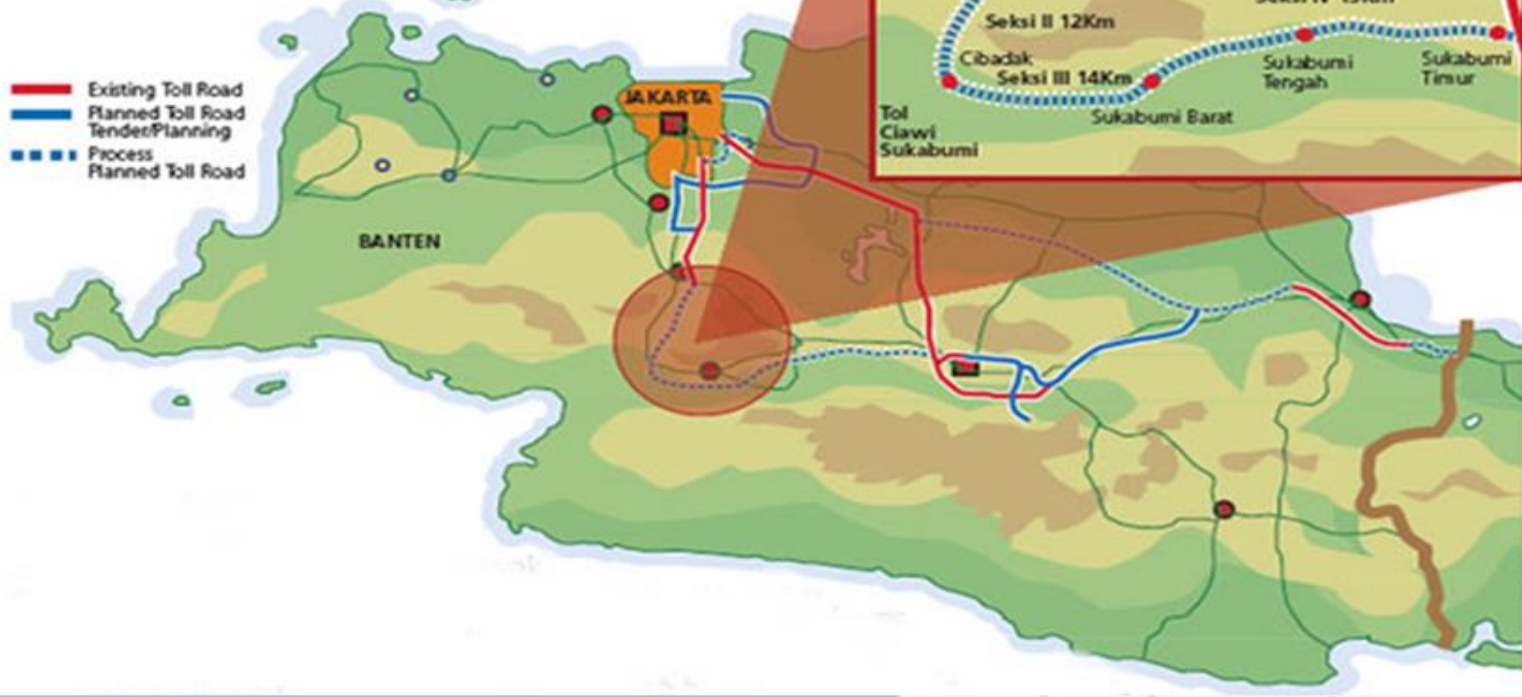 Existing Toll Road
Planned Toll Road
Tender/Planning
Process
Planned Toll Road
JAKARTA
BANTEN
Seksi II 12Km
Cibadak
Seksi III 14Km
Sukabumi Barat
Sukabumi
Tengah
Sukabumi
Timur
Tol
Ciawi
Sukabumi